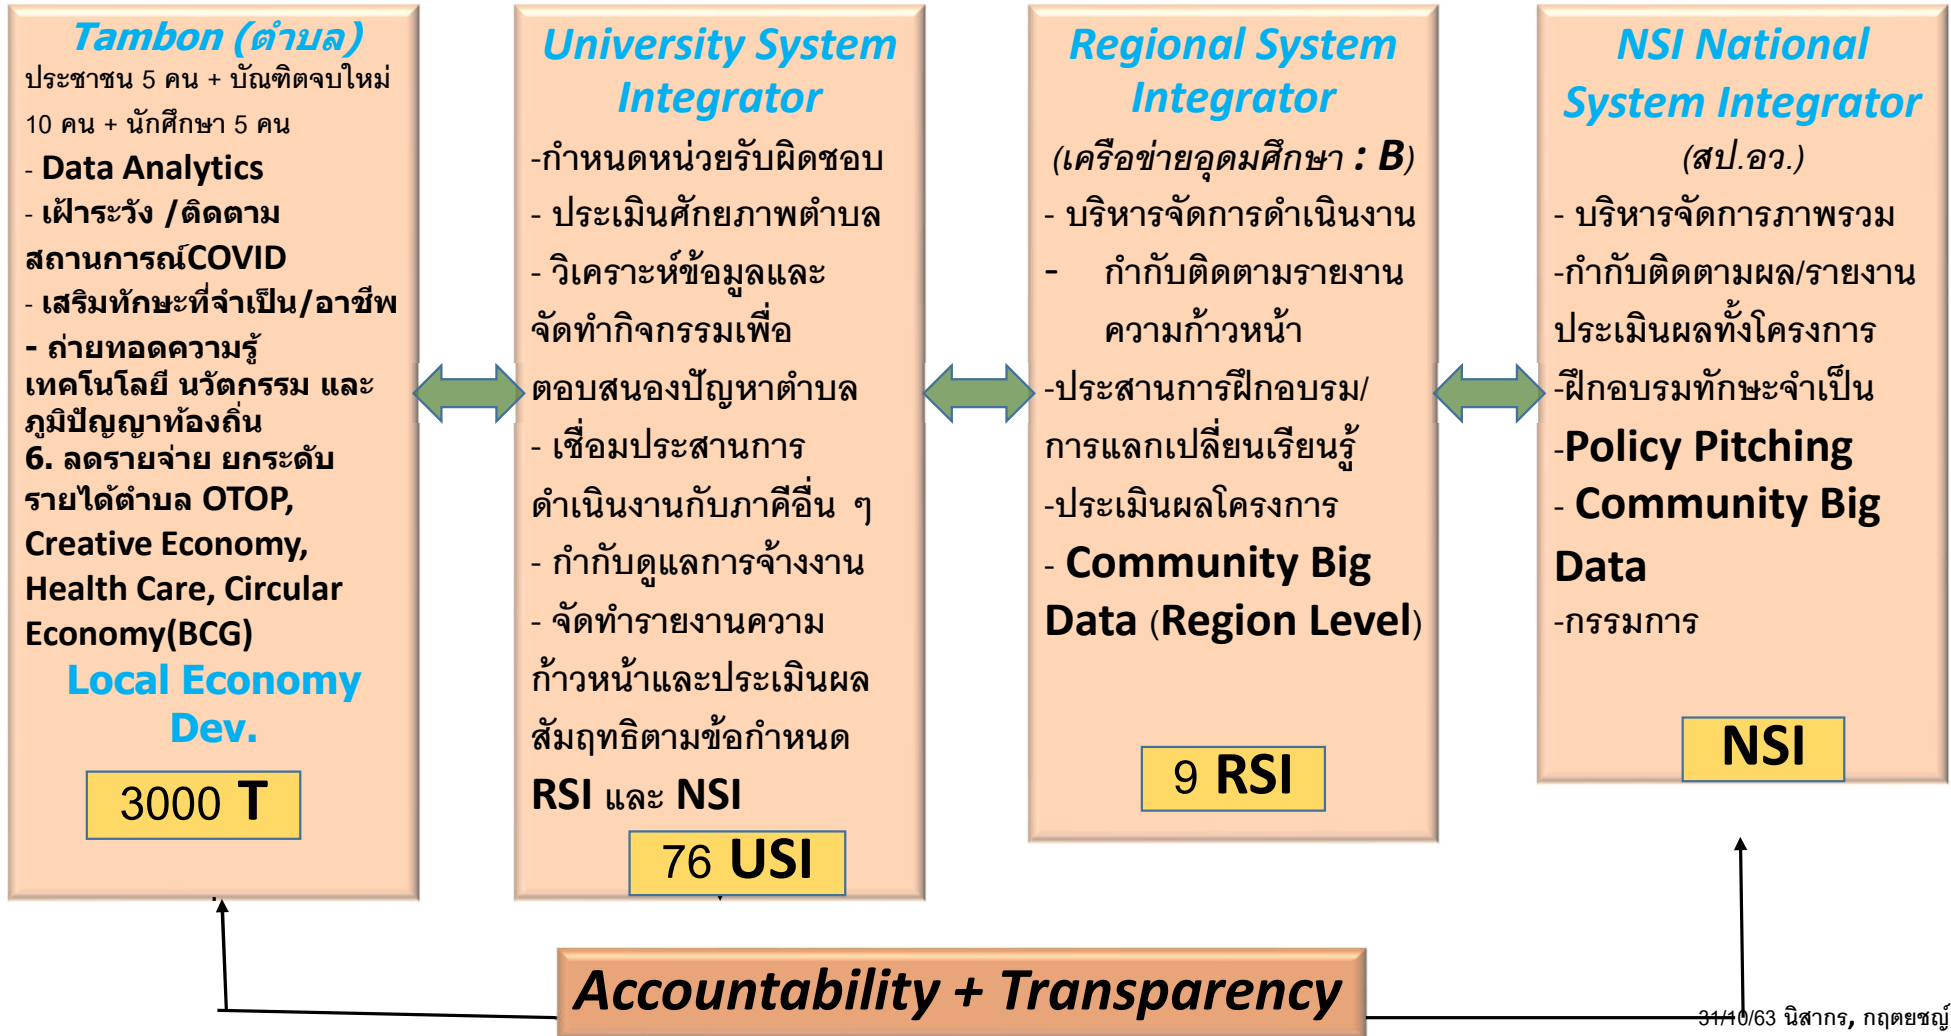 Tambon (ตำบล)
ประชาชน 5 คน + บัณฑิตจบใหม่
10 คน + นักศึกษา 5 คน
- Data Analytics
- เฝ้าระวัง /ติดตาม
สถานการณ์COVID
- เสริมทักษะที่จำเป็น/อาชีพ
- ถ่ายทอดความรู้
เทคโนโลยี นวัตกรรม และ
ภูมิปัญญาท้องถิ่น
6. ลดรายจ่าย ยกระดับ
รายได้ตำบล OTOP,
Creative Economy,
Health Care, Circular
Economy(BCG)
Local Economy
Dev.
3000 T
University System
Integrator
-กำหนดหน่วยรับผิดชอบ
- ประเมินศักยภาพตำบล
- วิเคราะห์ข้อมูลและ
จัดทำกิจกรรมเพื่อ
ตอบสนองปัญหาตำบล
- เชื่อมประสานการ
ดำเนินงานกับภาคีอื่น ๆ
- กำกับดูแลการจ้างงาน
- จัดทำรายงานความ
ก้าวหน้าและประเมินผล
สัมฤทธิตามข้อกำหนด
RSI และ NSI
76 USI
Regional System
Integrator
(เครือข่ายอุดมศึกษา : B)
- บริหารจัดการดำเนินงาน
- กำกับติดตามรายงาน
ความก้าวหน้า
-ประสานการฝึกอบรม/
การแลกเปลี่ยนเรียนรู้
-ประเมินผลโครงการ
- Community Big
Data (Region Level)
9 RSI
NSI National
System Integrator
(สป.อว.)
- บริหารจัดการภาพรวม
-กำกับติดตามผล/รายงาน
ประเมินผลทั้งโครงการ
-ฝึกอบรมทักษะจำเป็น
-Policy Pitching
- Community Big
Data
-กรรมการ
NSI
Accountability + Transparency
31/10/63 นิสากร, กฤตยชญ์